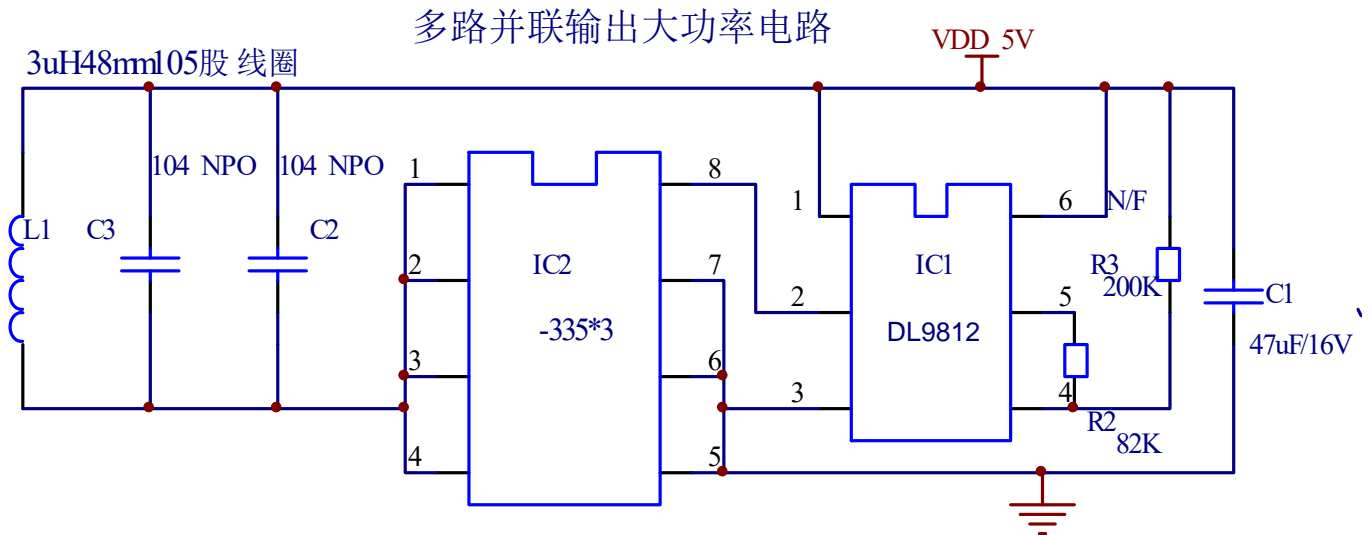 多路并联输出大功率电路
VDD 5V
3uH48mm105股 线圈
104 NPO
104 NPO
1
8
1
6
N/F
L1
C3
C2
IC2
2
7
IC1
R3
200K
C1
5
2
-335*3
DL9812
47uF/16V
3
6
3
4
R2
82K
4
5